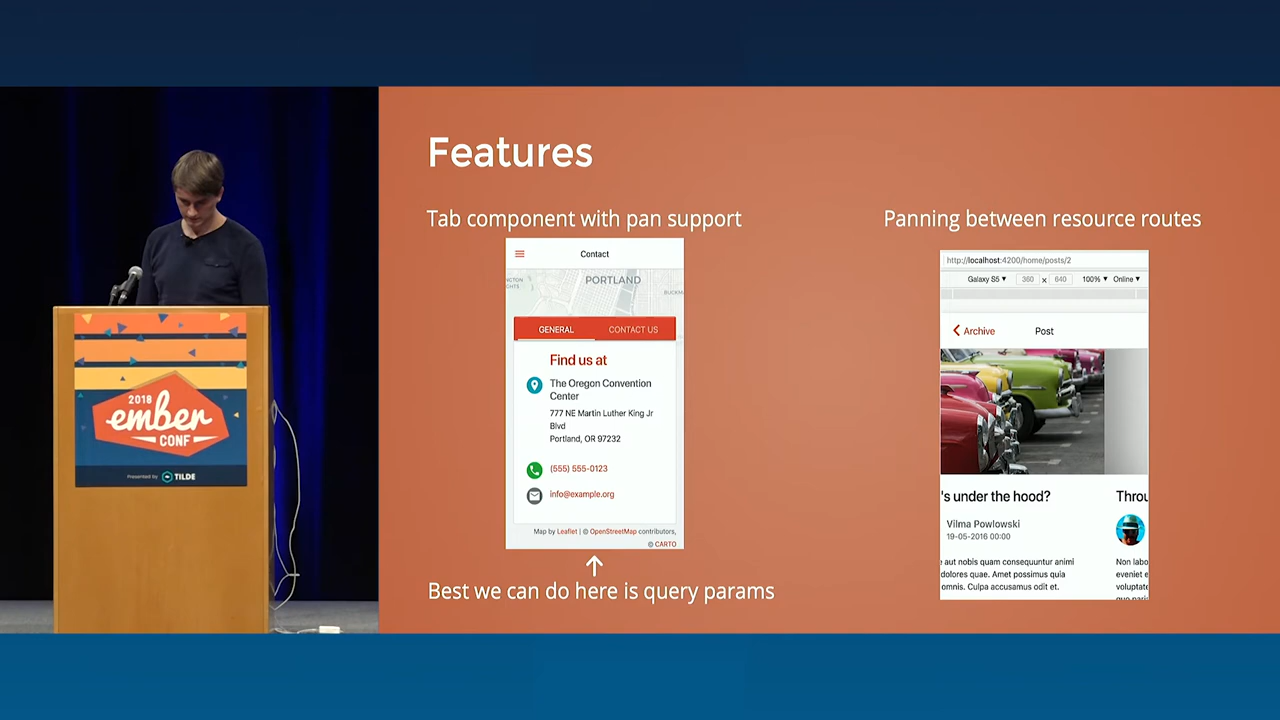 Features
Tab component with pan support
Contact
PORTLAND
GENERAL
CONTACT US
Find us at
The Oregon Convention
Center
777 NE Martin Luther King Jr
Blvd
Portland, OR 97232
(555) 555-0123
info@example.org
Map by Leaflet | © OpenStreetMap contributors,
© CARTO
Best we can do here is query params
Panning between resource routes
http://localhost:4200/home/posts/2
Galaxy S5 ▼ 360 x 640 100% ▼ Online ▼
Archive
Post
's under the hood?
Vilma Powlowski
19-05-2016 00:00
aut nobis quam consequuntur animi
dolores quae. Amet possimus quia
omnis. Culpa accusamus odit et.
Throu
Non labo
eveniet e
voluptate
2018
ember
CONF
Presented by TILDE